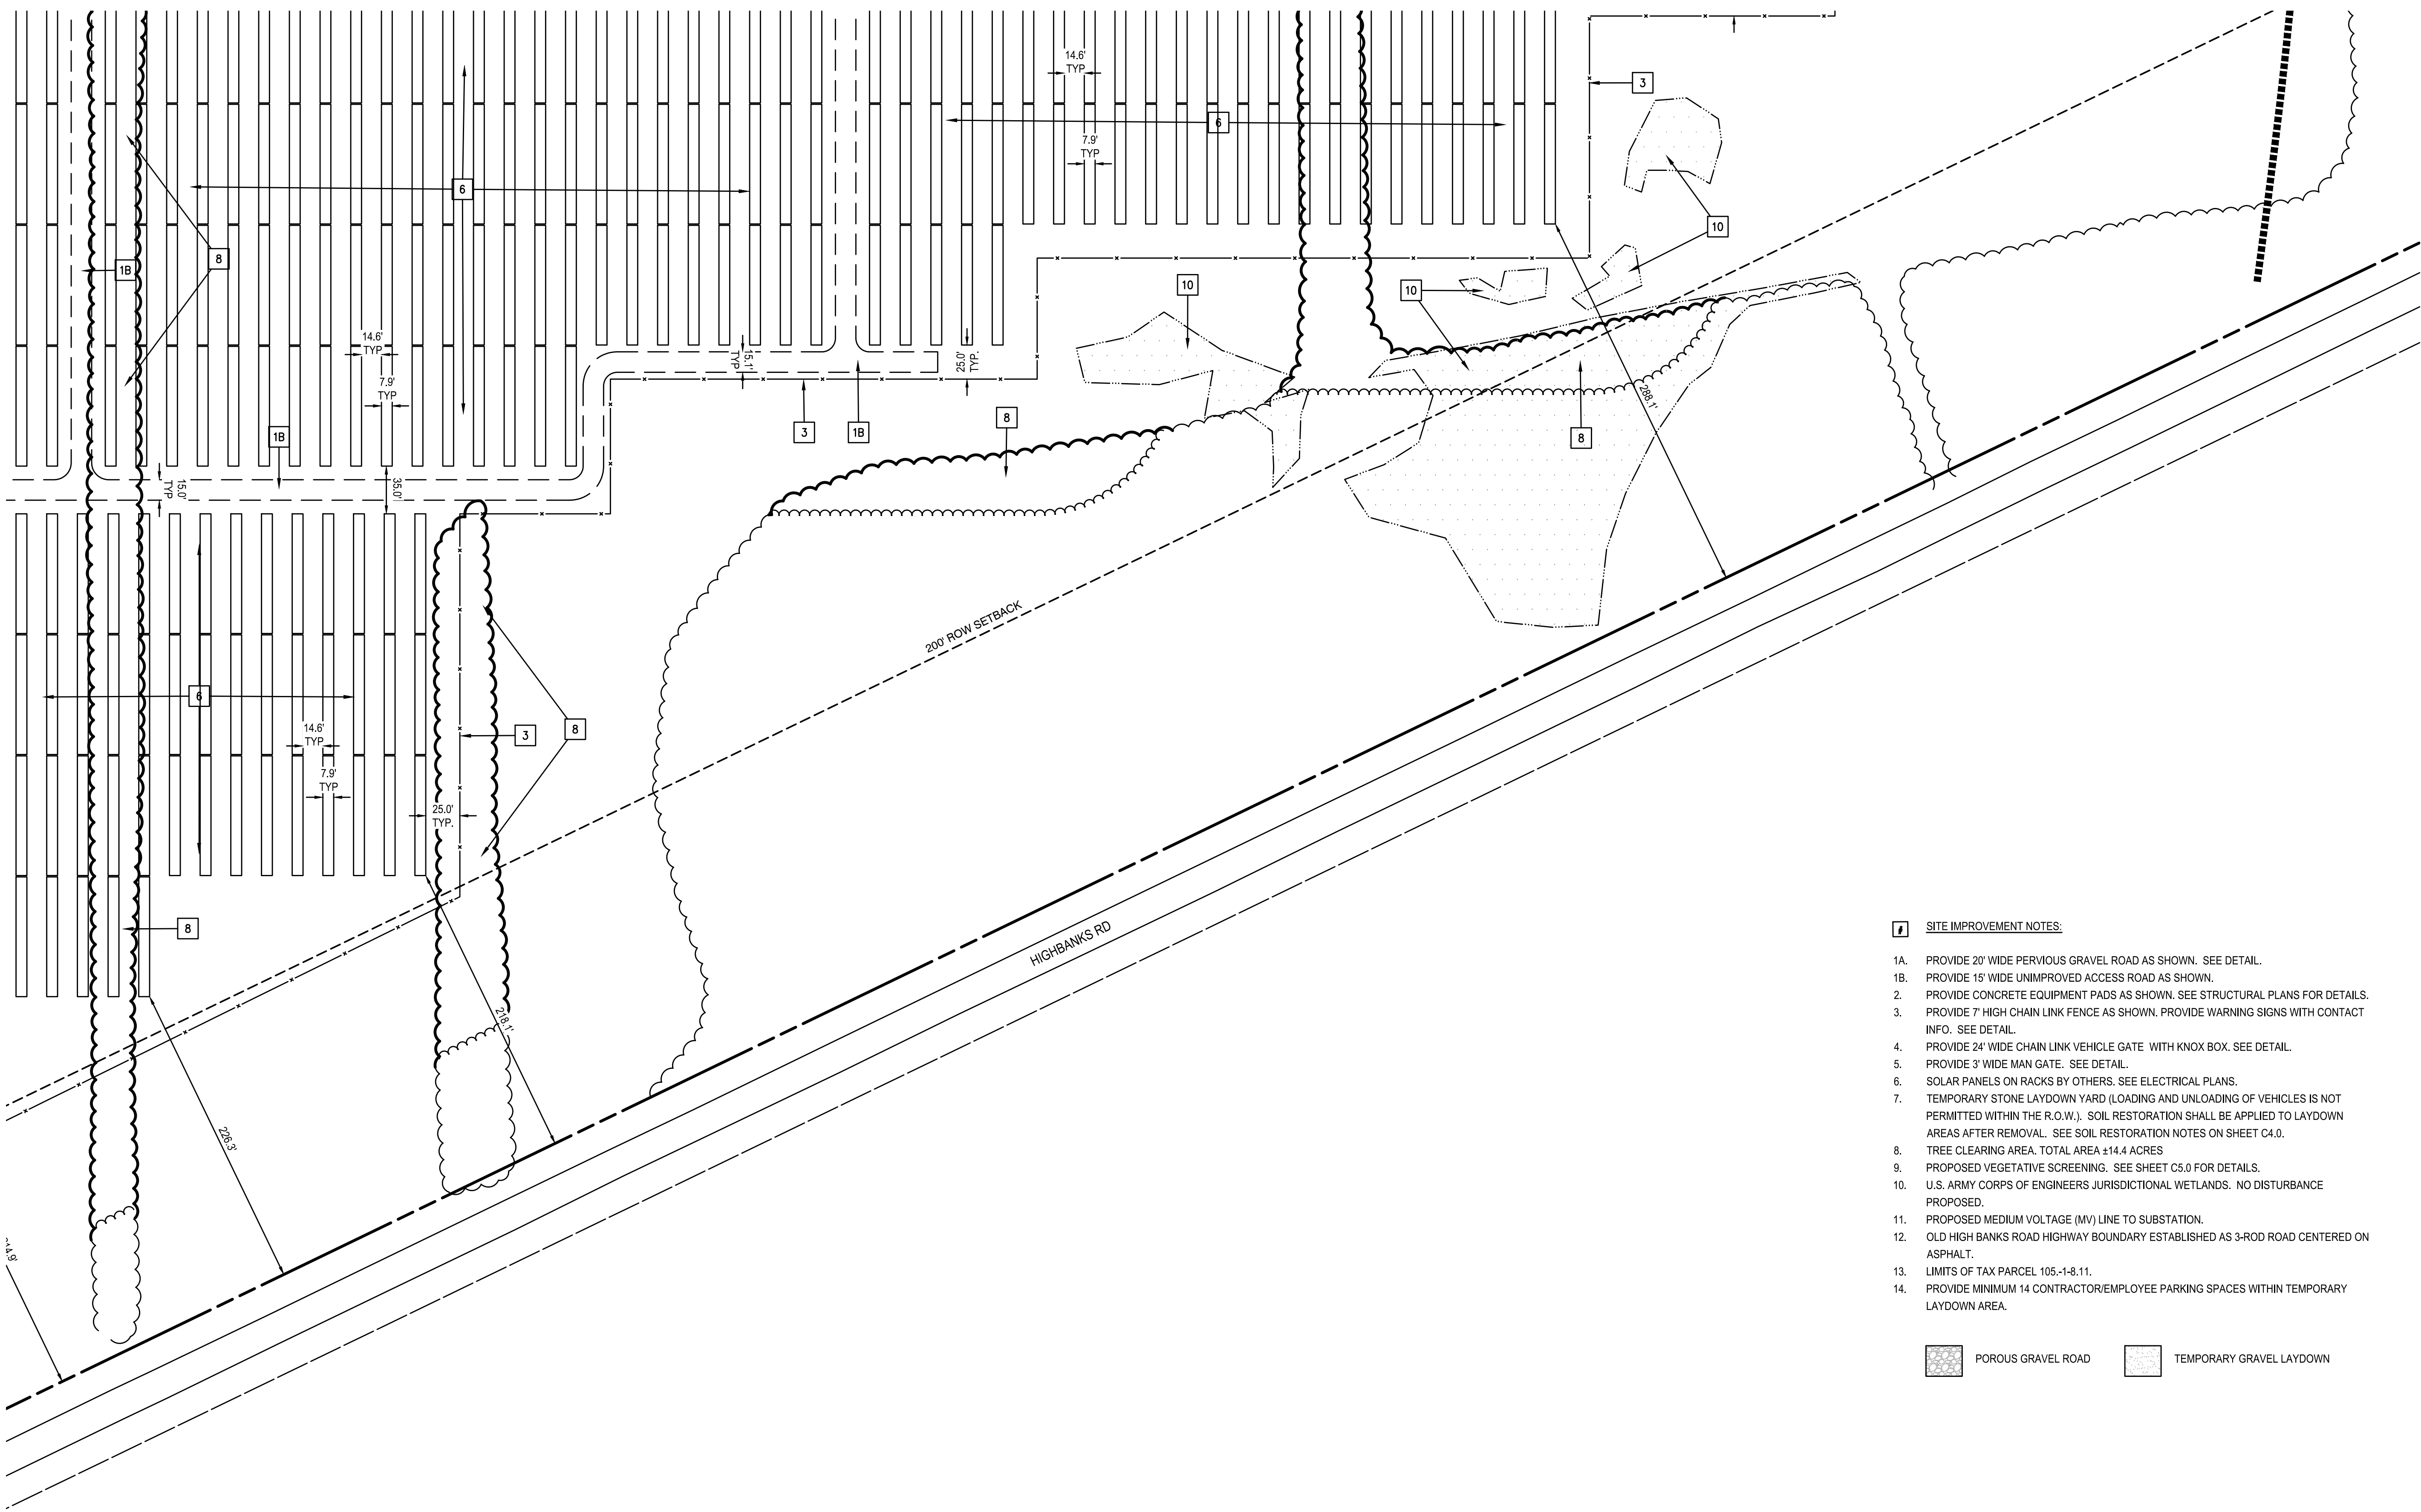 14.6'
TYP
3
6
7.9'
TYP
6
10
8
1B
10
10
14.6'
TYP
15.1'
TYP
25.0'
TYP.
7.9'
TYP
288.1'
8
3
1B
1B
8
15.0'
TYP
35.0'
200' ROW SETBACK
6
14.6'
TYP
3
8
7.9'
TYP
25.0'
TYP.
8
HIGHBANKS RD
218.1'
226.3'
# SITE IMPROVEMENT NOTES:
1A. PROVIDE 20' WIDE PERVIOUS GRAVEL ROAD AS SHOWN. SEE DETAIL.
1B. PROVIDE 15' WIDE UNIMPROVED ACCESS ROAD AS SHOWN.
2. PROVIDE CONCRETE EQUIPMENT PADS AS SHOWN. SEE STRUCTURAL PLANS FOR DETAILS.
3. PROVIDE 7' HIGH CHAIN LINK FENCE AS SHOWN. PROVIDE WARNING SIGNS WITH CONTACT
INFO. SEE DETAIL.
4. PROVIDE 24' WIDE CHAIN LINK VEHICLE GATE WITH KNOX BOX. SEE DETAIL.
5. PROVIDE 3' WIDE MAN GATE. SEE DETAIL.
6. SOLAR PANELS ON RACKS BY OTHERS. SEE ELECTRICAL PLANS.
7. TEMPORARY STONE LAYDOWN YARD (LOADING AND UNLOADING OF VEHICLES IS NOT
PERMITTED WITHIN THE R.O.W.). SOIL RESTORATION SHALL BE APPLIED TO LAYDOWN
AREAS AFTER REMOVAL. SEE SOIL RESTORATION NOTES ON SHEET C4.0.
8. TREE CLEARING AREA. TOTAL AREA ±14.4 ACRES
9. PROPOSED VEGETATIVE SCREENING. SEE SHEET C5.0 FOR DETAILS.
10. U.S. ARMY CORPS OF ENGINEERS JURISDICTIONAL WETLANDS. NO DISTURBANCE
PROPOSED.
11. PROPOSED MEDIUM VOLTAGE (MV) LINE TO SUBSTATION.
12. OLD HIGH BANKS ROAD HIGHWAY BOUNDARY ESTABLISHED AS 3-ROD ROAD CENTERED ON
ASPHALT.
13. LIMITS OF TAX PARCEL 105.-1-8.11.
14. PROVIDE MINIMUM 14 CONTRACTOR/EMPLOYEE PARKING SPACES WITHIN TEMPORARY
LAYDOWN AREA.
POROUS GRAVEL ROAD
TEMPORARY GRAVEL LAYDOWN